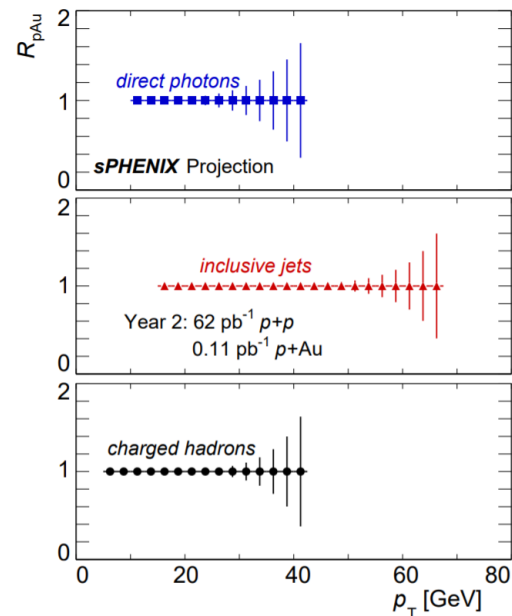 R_pAu
2
direct photons
1
sPHENIX Projection
0
2
inclusive jets
1
Year 2: 62 pb⁻¹ p+p
0.11 pb⁻¹ p+Au
0
2
charged hadrons
1
0
0 20 40 60 80
p_T [GeV]